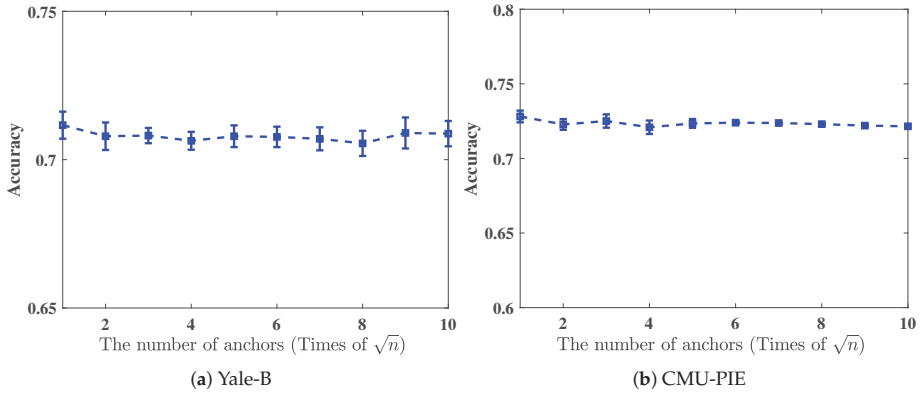 0.75
0.7
0.65
Accuracy
2 4 6 8 10
The number of anchors (Times of √n)
(a) Yale-B
0.8
0.75
0.7
0.65
0.6
Accuracy
2 4 6 8 10
The number of anchors (Times of √n)
(b) CMU-PIE